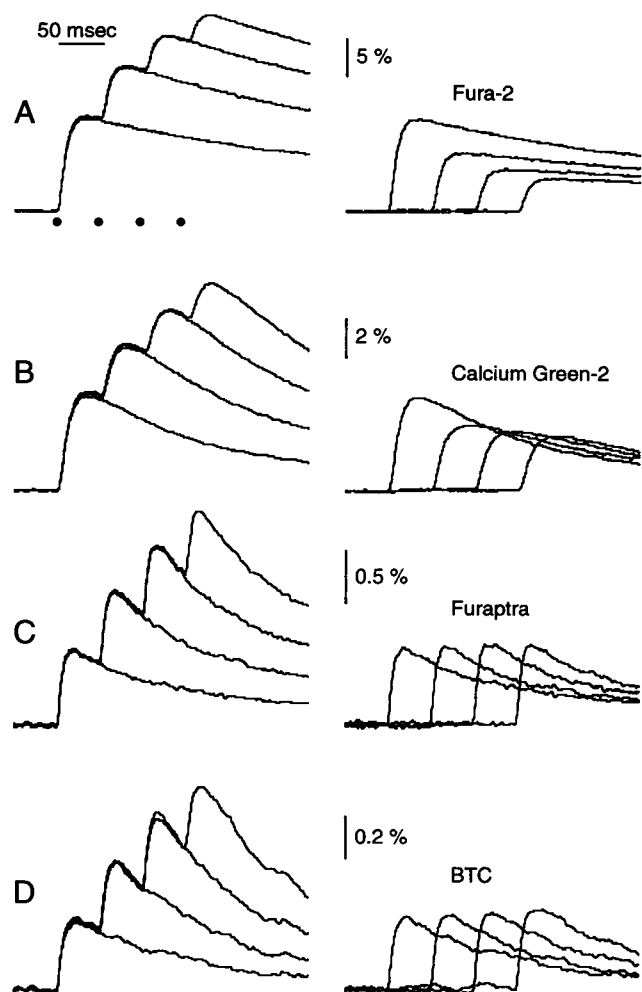 50 msec
5 %
A
Fura-2
2 %
B
Calcium Green-2
0.5 %
C
Furaptra
0.2 %
D
BTC